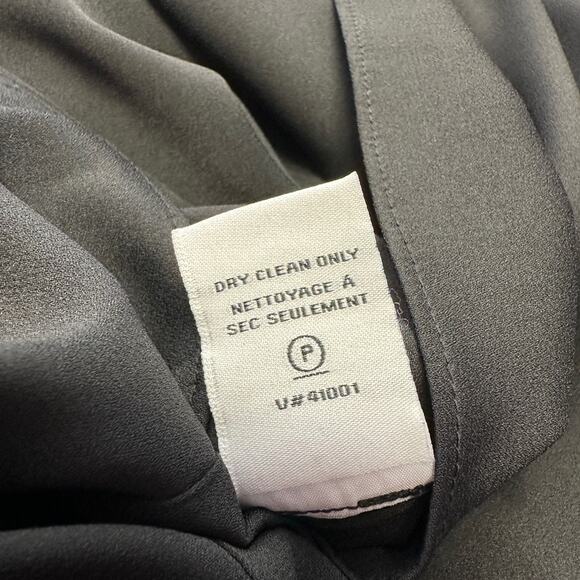 DRY CLEAN ONLY
NETTOYAGE Á
SEC SEULEMENT
P
V# 41001